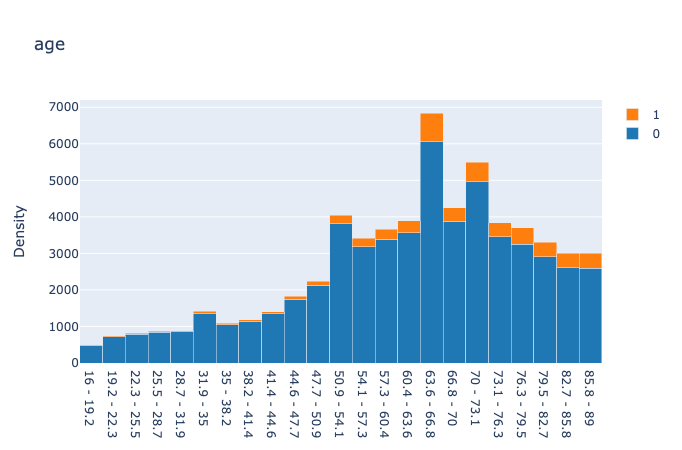 age
7000
6000
5000
4000
3000
2000
1000
0
Density
16 - 19.2
19.2 - 22.3
22.3 - 25.5
25.5 - 28.7
28.7 - 31.9
31.9 - 35
35 - 38.2
38.2 - 41.4
41.4 - 44.6
44.6 - 47.7
47.7 - 50.9
50.9 - 54.1
54.1 - 57.3
57.3 - 60.4
60.4 - 63.6
63.6 - 66.8
66.8 - 70
70 - 73.1
73.1 - 76.3
76.3 - 79.5
79.5 - 82.7
82.7 - 85.8
85.8 - 89
1
0